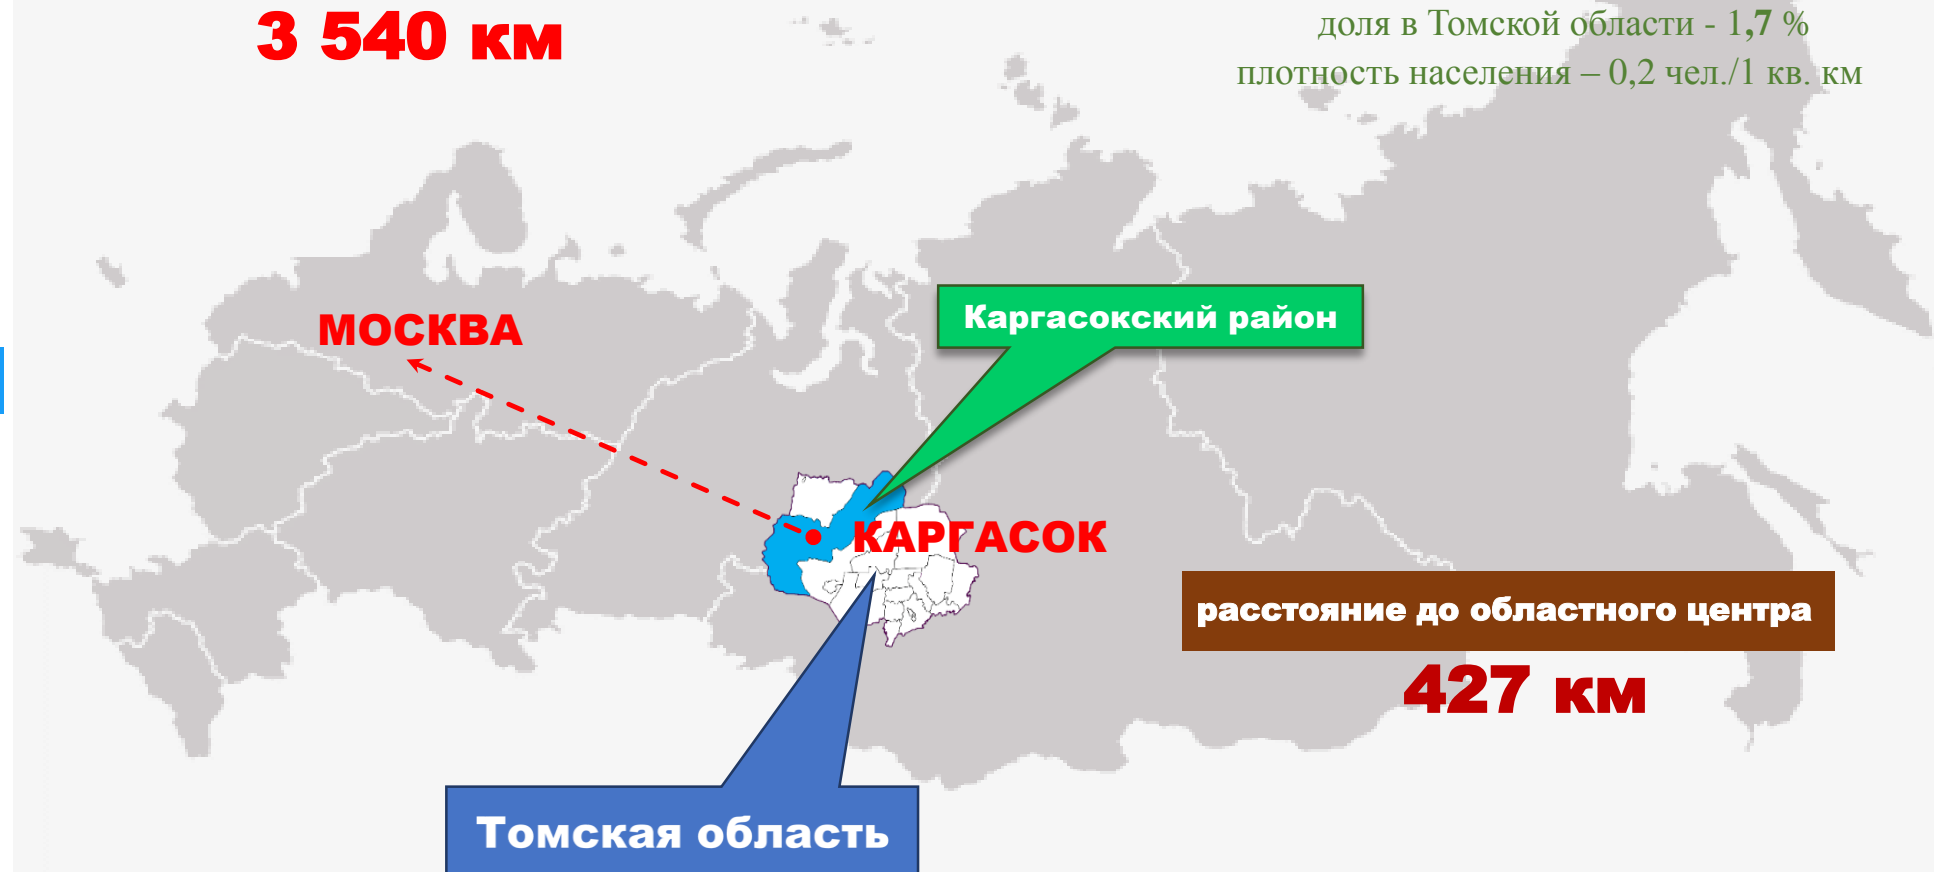 3 540 км
доля в Томской области - 1,7 %
плотность населения – 0,2 чел./1 кв. км
МОСКВА
Каргасокский район
КАРГАСОК
расстояние до областного центра
427 км
Томская область